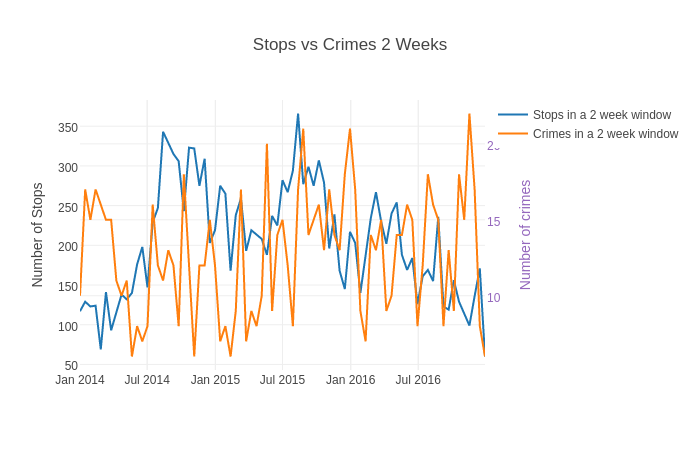 Stops vs Crimes 2 Weeks
Stops in a 2 week window
Crimes in a 2 week window
Number of Stops
350
300
250
200
150
100
50
Jan 2014
Jul 2014
Jan 2015
Jul 2015
Jan 2016
Jul 2016
15
10
Number of crimes